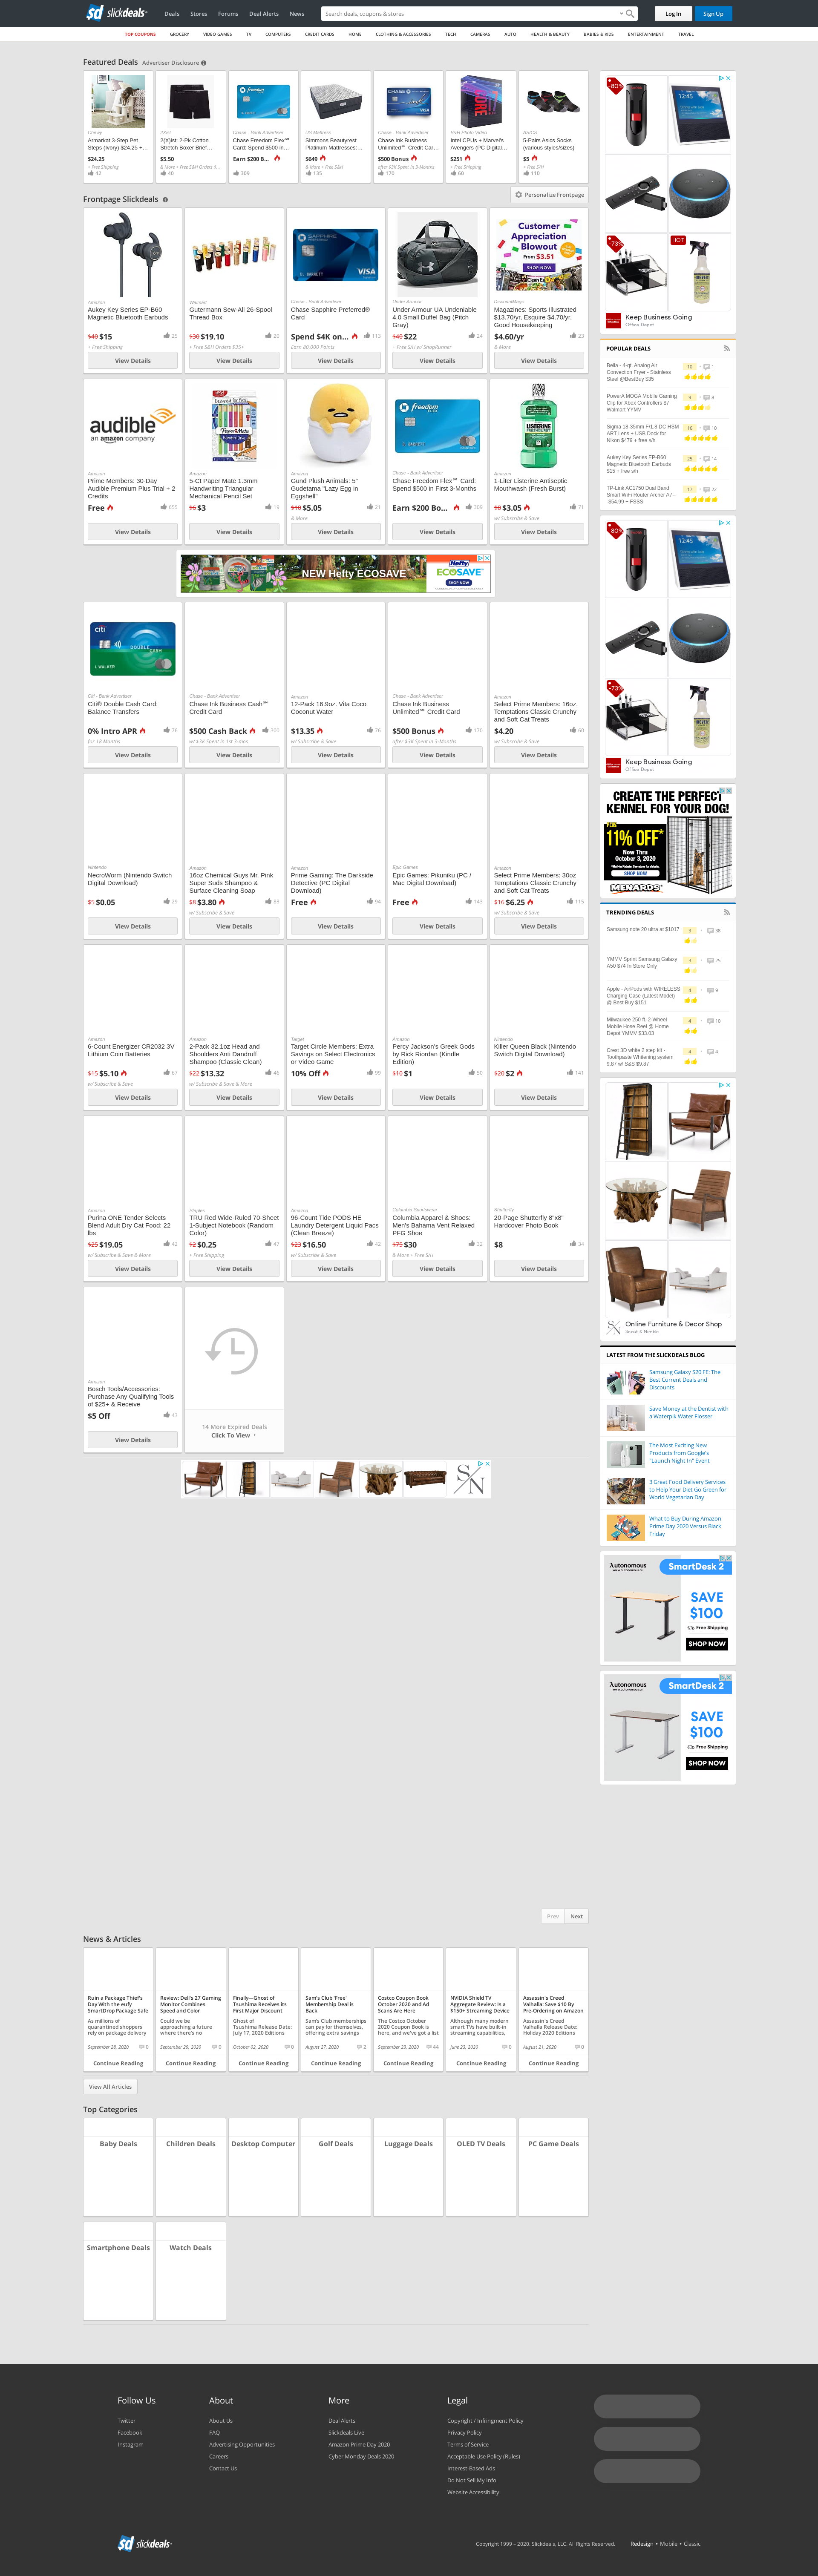 slickdeals
Deals
Stores
Forums
Deal Alerts
News
Search deals, coupons & stores
Log In
Sign Up
TOP COUPONS
GROCERY
VIDEO GAMES
TV
COMPUTERS
CREDIT CARDS
HOME
CLOTHING & ACCESSORIES
TECH
CAMERAS
AUTO
HEALTH & BEAUTY
BABIES & KIDS
ENTERTAINMENT
TRAVEL
Featured Deals
Advertiser Disclosure
Chewy
Armarkat 3-Step Pet
Steps (Ivory) $24.25 +...
$24.25
+ Free Shipping
42
2Xist
2(X)ist: 2-Pk Cotton
Stretch Boxer Brief...
$5.50
& More + Free S&H Orders $...
40
Chase - Bank Advertiser
Chase Freedom Flex℠
Card: Spend $500 in...
Earn $200 B...
309
US Mattress
Simmons Beautyrest
Platinum Mattresses:...
$649
& More + Free S&H
135
Chase - Bank Advertiser
Chase Ink Business
Unlimited℠ Credit Car...
$500 Bonus
after $3K Spent in 3-Months
170
B&H Photo Video
Intel CPUs + Marvel's
Avengers (PC Digital...
$251
+ Free Shipping
60
ASICS
5-Pairs Asics Socks
(various styles/sizes)
$5
+ Free S/H
110
Personalize Frontpage
Frontpage Slickdeals
Amazon
Aukey Key Series EP-B60
Magnetic Bluetooth Earbuds
$40 $15
25
+ Free Shipping
View Details
Walmart
Gutermann Sew-All 26-Spool
Thread Box
$30 $19.10
20
+ Free S&H Orders $35+
View Details
Chase - Bank Advertiser
Chase Sapphire Preferred®
Card
Spend $4K on...
113
Earn 80,000 Points
View Details
Under Armour
Under Armour UA Undeniable
4.0 Small Duffel Bag (Pitch
Gray)
$40 $22
24
+ Free S/H w/ ShopRunner
View Details
Customer
Appreciation
Blowout
From $3.51
SHOP NOW
DiscountMags
Magazines: Sports Illustrated
$13.70/yr, Esquire $4.70/yr,
Good Housekeeping
$4.60/yr
23
& More
View Details
audible
an amazon company
Amazon
Prime Members: 30-Day
Audible Premium Plus Trial + 2
Credits
Free
655
View Details
Amazon
5-Ct Paper Mate 1.3mm
Handwriting Triangular
Mechanical Pencil Set
$6 $3
19
View Details
Amazon
Gund Plush Animals: 5"
Gudetama "Lazy Egg in
Eggshell"
$10 $5.05
21
& More
View Details
Chase - Bank Advertiser
Chase Freedom Flex℠ Card:
Spend $500 in First 3-Months
Earn $200 Bo...
309
View Details
LISTERINE
Amazon
1-Liter Listerine Antiseptic
Mouthwash (Fresh Burst)
$8 $3.05
71
w/ Subscribe & Save
View Details
NEW Hefty ECOSAVE
Hefty
ECOSAVE
SHOP NOW
citi
DOUBLE CASH
L WALKER
Citi - Bank Advertiser
Citi® Double Cash Card:
Balance Transfers
0% Intro APR
76
for 18 Months
View Details
Chase - Bank Advertiser
Chase Ink Business Cash℠
Credit Card
$500 Cash Back
300
w/ $3K Spent in 1st 3-mos
View Details
Amazon
12-Pack 16.9oz. Vita Coco
Coconut Water
$13.35
76
w/ Subscribe & Save
View Details
Chase - Bank Advertiser
Chase Ink Business
Unlimited℠ Credit Card
$500 Bonus
170
after $3K Spent in 3-Months
View Details
Amazon
Select Prime Members: 16oz.
Temptations Classic Crunchy
and Soft Cat Treats
$4.20
60
w/ Subscribe & Save
View Details
Nintendo
NecroWorm (Nintendo Switch
Digital Download)
$5 $0.05
29
View Details
Amazon
16oz Chemical Guys Mr. Pink
Super Suds Shampoo &
Surface Cleaning Soap
$8 $3.80
83
w/ Subscribe & Save
View Details
Amazon
Prime Gaming: The Darkside
Detective (PC Digital
Download)
Free
94
View Details
Epic Games
Epic Games: Pikuniku (PC /
Mac Digital Download)
Free
143
View Details
Amazon
Select Prime Members: 30oz
Temptations Classic Crunchy
and Soft Cat Treats
$16 $6.25
115
w/ Subscribe & Save
View Details
Amazon
6-Count Energizer CR2032 3V
Lithium Coin Batteries
$15 $5.10
67
w/ Subscribe & Save
View Details
Amazon
2-Pack 32.1oz Head and
Shoulders Anti Dandruff
Shampoo (Classic Clean)
$22 $13.32
46
w/ Subscribe & Save & More
View Details
Target
Target Circle Members: Extra
Savings on Select Electronics
or Video Game
10% Off
99
View Details
Amazon
Percy Jackson's Greek Gods
by Rick Riordan (Kindle
Edition)
$10 $1
50
View Details
Nintendo
Killer Queen Black (Nintendo
Switch Digital Download)
$20 $2
141
View Details
Amazon
Purina ONE Tender Selects
Blend Adult Dry Cat Food: 22
lbs
$25 $19.05
42
w/ Subscribe & Save & More
View Details
Staples
TRU Red Wide-Ruled 70-Sheet
1-Subject Notebook (Random
Color)
$2 $0.25
47
+ Free Shipping
View Details
Amazon
96-Count Tide PODS HE
Laundry Detergent Liquid Pacs
(Clean Breeze)
$23 $16.50
42
w/ Subscribe & Save
View Details
Columbia Sportswear
Columbia Apparel & Shoes:
Men's Bahama Vent Relaxed
PFG Shoe
$75 $30
32
& More + Free S/H
View Details
Shutterfly
20-Page Shutterfly 8"x8"
Hardcover Photo Book
$8
34
View Details
Amazon
Bosch Tools/Accessories:
Purchase Any Qualifying Tools
of $25+ & Receive
$5 Off
43
View Details
14 More Expired Deals
Click To View
Prev
Next
-80%
-73%
HOT
Keep Business Going
Office Depot
POPULAR DEALS
Bella - 4-qt. Analog Air
Convection Fryer - Stainless
Steel @BestBuy $35
10
1
PowerA MOGA Mobile Gaming
Clip for Xbox Controllers $7
Walmart YYMV
9
8
Sigma 18-35mm F/1.8 DC HSM
ART Lens + USB Dock for
Nikon $479 + free s/h
16
10
Aukey Key Series EP-B60
Magnetic Bluetooth Earbuds
$15 + free s/h
25
14
TP-Link AC1750 Dual Band
Smart WiFi Router Archer A7--
-$54.99 + FSSS
17
22
-80%
-73%
Keep Business Going
Office Depot
CREATE THE PERFECT
KENNEL FOR YOUR DOG!
PLUS
11% OFF*
Now Thru
October 3, 2020
SHOP NOW
MENARDS
TRENDING DEALS
Samsung note 20 ultra at $1017
3
38
YMMV Sprint Samsung Galaxy
A50 $74 In Store Only
3
25
Apple - AirPods with WIRELESS
Charging Case (Latest Model)
@ Best Buy $151
4
9
Milwaukee 250 ft. 2-Wheel
Mobile Hose Reel @ Home
Depot YMMV $33.03
4
10
Crest 3D white 2 step kit -
Toothpaste Whitening system
9.87 w/ S&S $9.87
4
4
Online Furniture & Decor Shop
Scout & Nimble
LATEST FROM THE SLICKDEALS BLOG
Samsung Galaxy S20 FE: The
Best Current Deals and
Discounts
Save Money at the Dentist with
a Waterpik Water Flosser
The Most Exciting New
Products from Google's
"Launch Night In" Event
3 Great Food Delivery Services
to Help Your Diet Go Green for
World Vegetarian Day
What to Buy During Amazon
Prime Day 2020 Versus Black
Friday
AUTONOMOUS
SmartDesk 2
SAVE
$100
Free Shipping
SHOP NOW
AUTONOMOUS
SmartDesk 2
SAVE
$100
Free Shipping
SHOP NOW
News & Articles
Ruin a Package Thief's
Day With the eufy
SmartDrop Package Safe
As millions of
quarantined shoppers
rely on package delivery
September 28, 2020
0
Continue Reading
Review: Dell's 27 Gaming
Monitor Combines
Speed and Color
Could we be
approaching a future
where there's no
September 29, 2020
0
Continue Reading
Finally—Ghost of
Tsushima Receives its
First Major Discount
Ghost of
Tsushima Release Date:
July 17, 2020 Editions
October 02, 2020
0
Continue Reading
Sam's Club 'Free'
Membership Deal is
Back
Sam's Club memberships
can pay for themselves,
offering extra savings
August 27, 2020
2
Continue Reading
Costco Coupon Book
October 2020 and Ad
Scans Are Here
The Costco October
2020 Coupon Book is
here, and we've got a list
September 23, 2020
44
Continue Reading
NVIDIA Shield TV
Aggregate Review: Is a
$150+ Streaming Device
Although many modern
smart TVs have built-in
streaming capabilities,
June 23, 2020
0
Continue Reading
Assassin's Creed
Valhalla: Save $10 By
Pre-Ordering on Amazon
Assassin's Creed
Valhalla Release Date:
Holiday 2020 Editions
August 21, 2020
0
Continue Reading
View All Articles
Top Categories
Baby Deals
Children Deals
Desktop Computer
Golf Deals
Luggage Deals
OLED TV Deals
PC Game Deals
Smartphone Deals
Watch Deals
Follow Us
Twitter
Facebook
Instagram
About
About Us
FAQ
Advertising Opportunities
Careers
Contact Us
More
Deal Alerts
Slickdeals Live
Amazon Prime Day 2020
Cyber Monday Deals 2020
Legal
Copyright / Infringment Policy
Privacy Policy
Terms of Service
Acceptable Use Policy (Rules)
Interest-Based Ads
Do Not Sell My Info
Website Accessibility
slickdeals
Copyright 1999 – 2020. Slickdeals, LLC. All Rights Reserved.
Redesign • Mobile • Classic